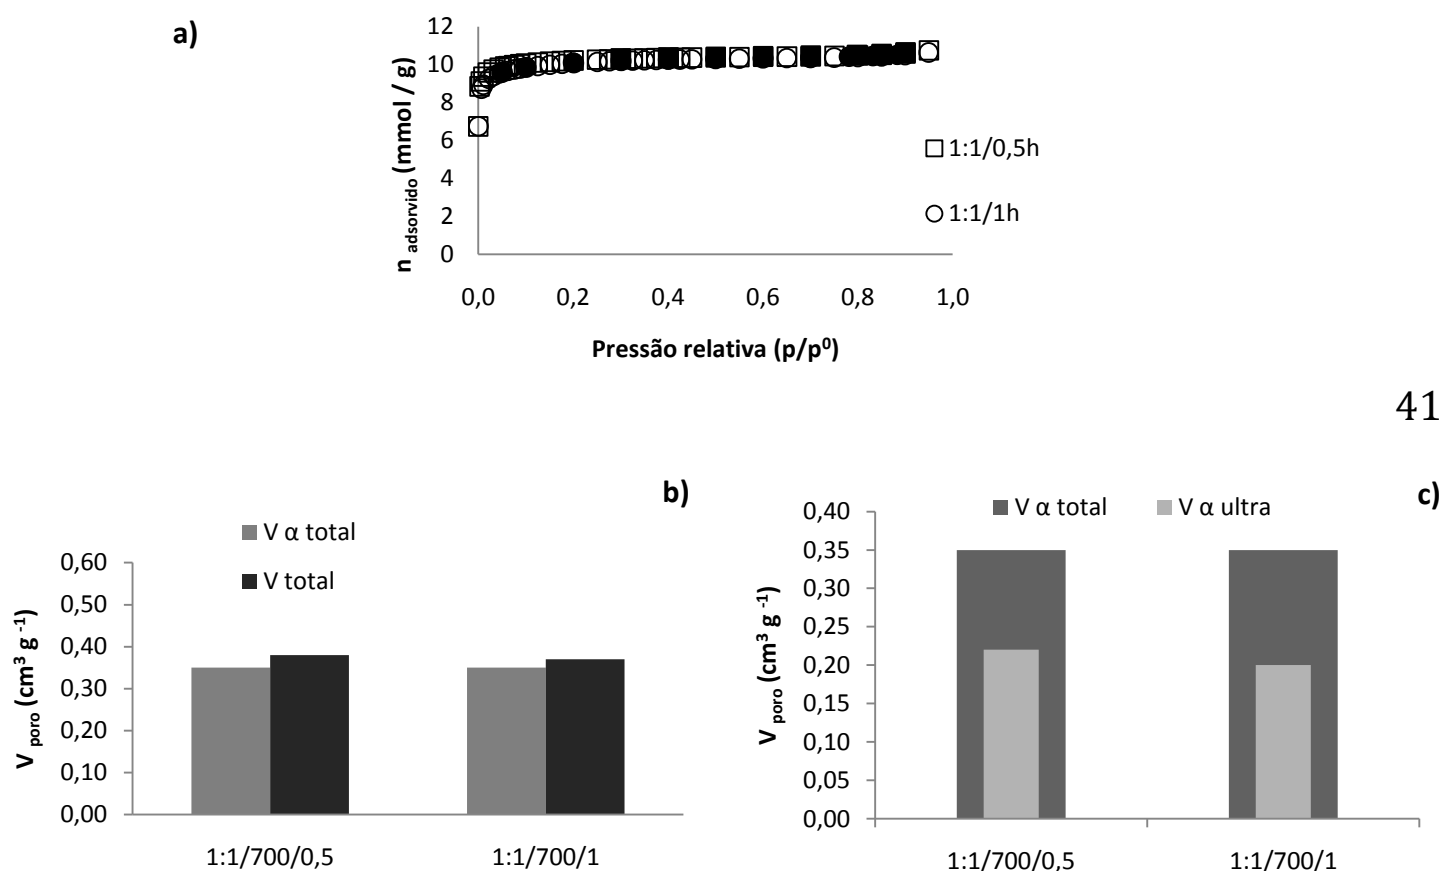 a)
n adsorvido (mmol / g)
12
10
8
6
4
2
0
1:1/0,5h
1:1/1h
0,0 0,2 0,4 0,6 0,8 1,0
Pressão relativa (p/p⁰)
41
b)
V α total
V total
V poro (cm³ g ⁻¹)
0,60
0,50
0,40
0,30
0,20
0,10
0,00
1:1/700/0,5 1:1/700/1
c)
V α total V α ultra
V poro (cm³ g ⁻¹)
0,40
0,35
0,30
0,25
0,20
0,15
0,10
0,05
0,00
1:1/700/0,5 1:1/700/1